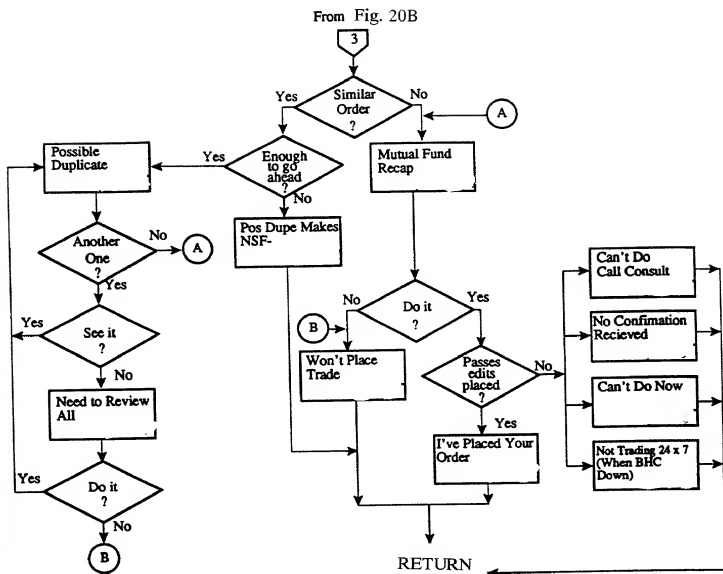 From Fig. 20B
3
Similar
Order
?
Yes
No
A
Possible
Duplicate
Yes
Enough
to go
ahead
?
No
Mutual Fund
Recap
Pos Dupe Makes
NSF-
Another
One
?
No
A
Yes
See it
?
Yes
No
Need to Review
All
Do it
?
Yes
No
B
Do it
?
No
Yes
B
Won't Place
Trade
Passes
edits
placed
?
No
Yes
I've Placed Your
Order
Can't Do
Call Consult
No Confimation
Recieved
Can't Do Now
Not Trading 24 x 7
(When BHC
Down)
RETURN